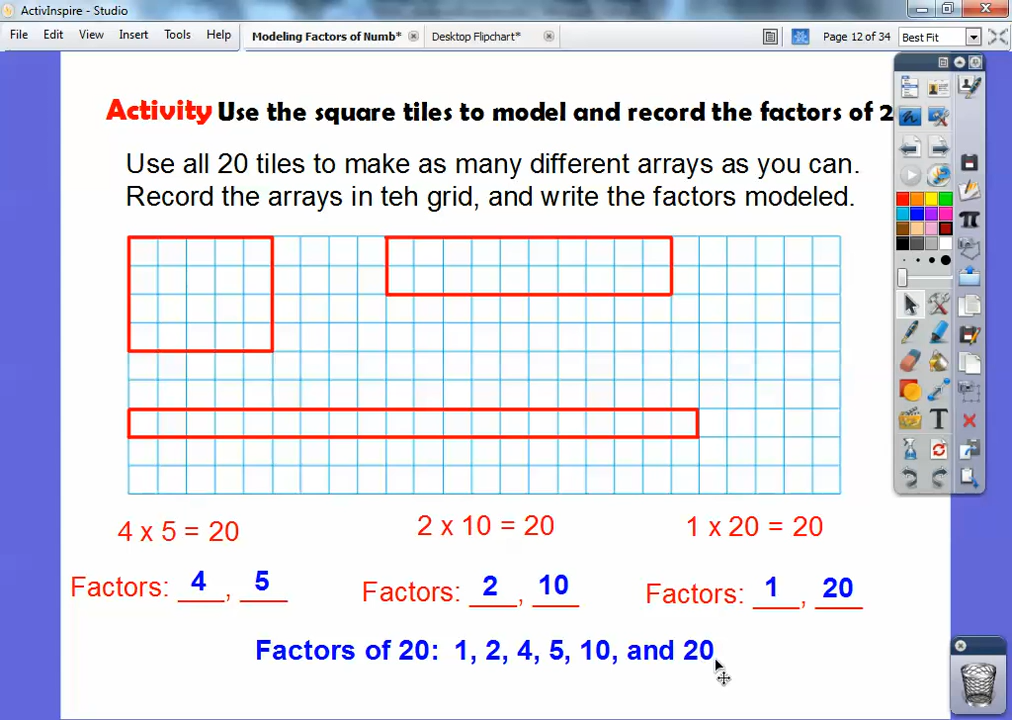 ActivInspire - Studio
File Edit View Insert Tools Help
Modeling Factors of Numb* Desktop Flipchart* Page 12 of 34 Best Fit
Activity Use the square tiles to model and record the factors of 2
Use all 20 tiles to make as many different arrays as you can.
Record the arrays in teh grid, and write the factors modeled.
4 x 5 = 20 2 x 10 = 20 1 x 20 = 20
Factors: 4, 5 Factors: 2, 10 Factors: 1, 20
Factors of 20: 1, 2, 4, 5, 10, and 20